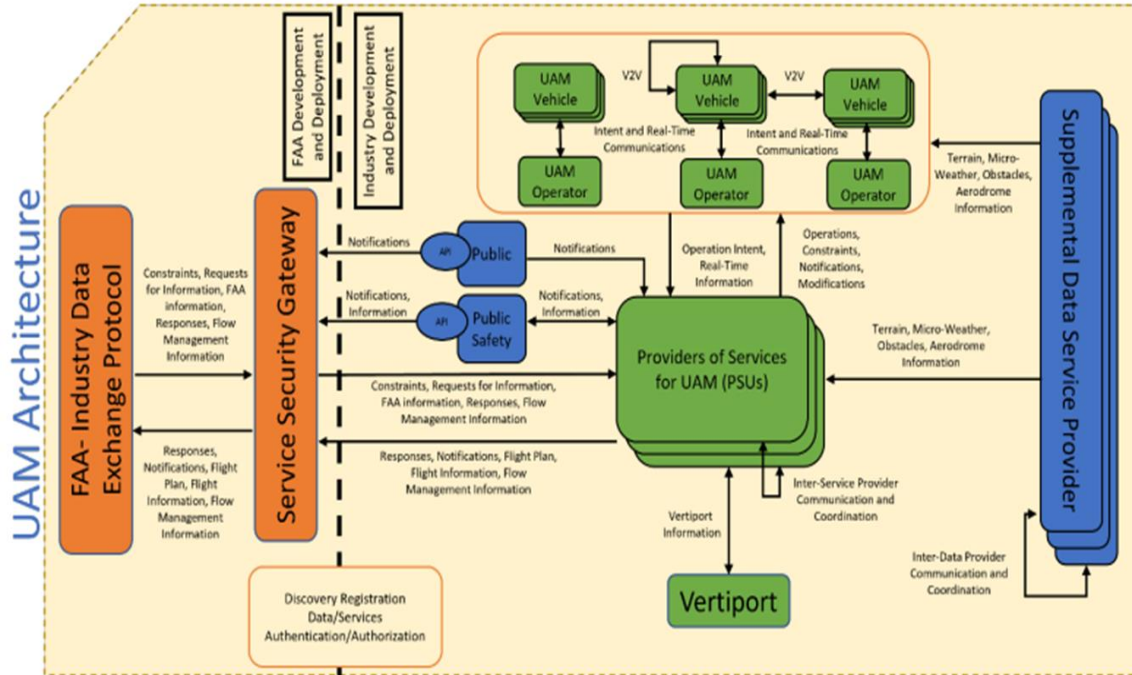 UAM Architecture
FAA Development
and Deployment
Industry Development
and Deployment
FAA- Industry Data
Exchange Protocol
Constraints, Requests
for Information, FAA
information,
Responses, Flow
Management
Information
Responses,
Notifications, Flight
Plan, Flight
Information, Flow
Management
Information
Service Security Gateway
Notifications
API
Public
Notifications
Notifications,
Information
API
Public
Safety
Notifications,
Information
Constraints, Requests for Information,
FAA information, Responses, Flow
Management Information
Responses, Notifications, Flight Plan,
Flight Information, Flow
Management Information
Discovery Registration
Data/Services
Authentication/Authorization
UAM
Vehicle
V2V
UAM
Vehicle
V2V
UAM
Vehicle
Intent and Real-Time
Communications
Intent and Real-Time
Communications
UAM
Operator
UAM
Operator
UAM
Operator
Operation Intent,
Real-Time
Information
Operations,
Constraints,
Notifications,
Modifications
Providers of Services
for UAM (PSUs)
Inter-Service Provider
Communication and
Coordination
Vertiport
Information
Vertiport
Terrain, Micro-
Weather, Obstacles,
Aerodrome
Information
Terrain, Micro-Weather,
Obstacles, Aerodrome
Information
Supplemental Data Service Provider
Inter-Data Provider
Communication and
Coordination